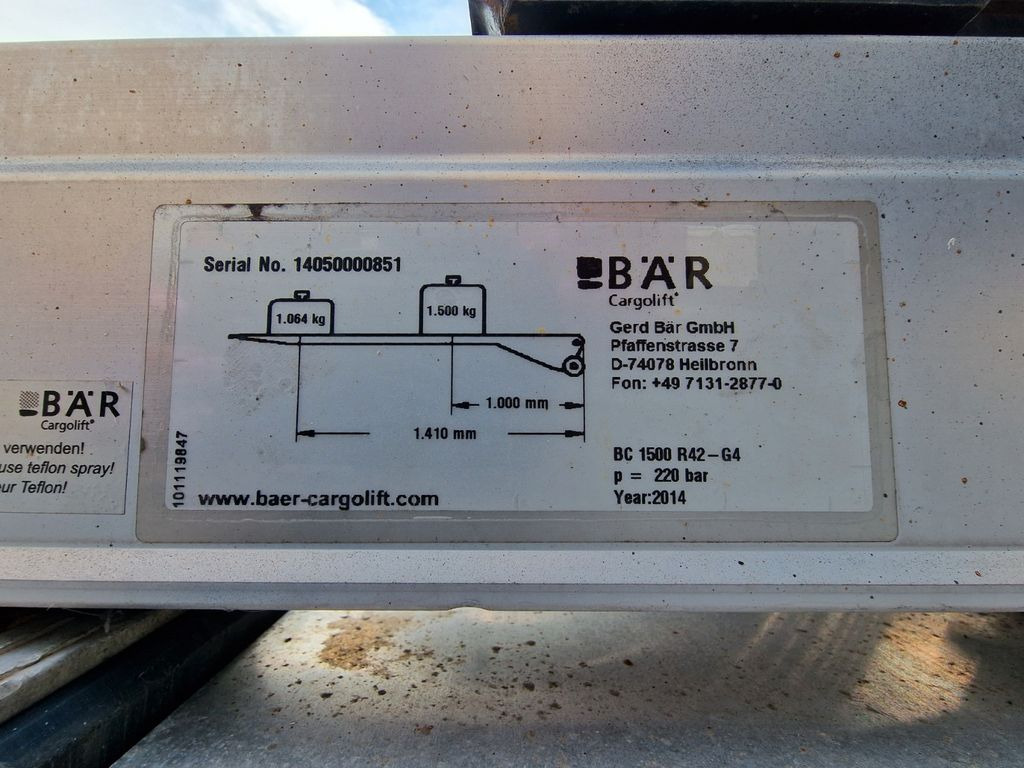 Serial No. 14050000851
1.064 kg
1.500 kg
1.000 mm
1.410 mm
101119847
www.baer-cargolift.com
BÄR
Cargolift
Gerd Bär GmbH
Pfaffenstrasse 7
D-74078 Heilbronn
Fon: +49 7131-2877-0
BC 1500 R42-G4
p = 220 bar
Year:2014
BÄR
Cargolift
verwenden!
use teflon spray!
ur Teflon!